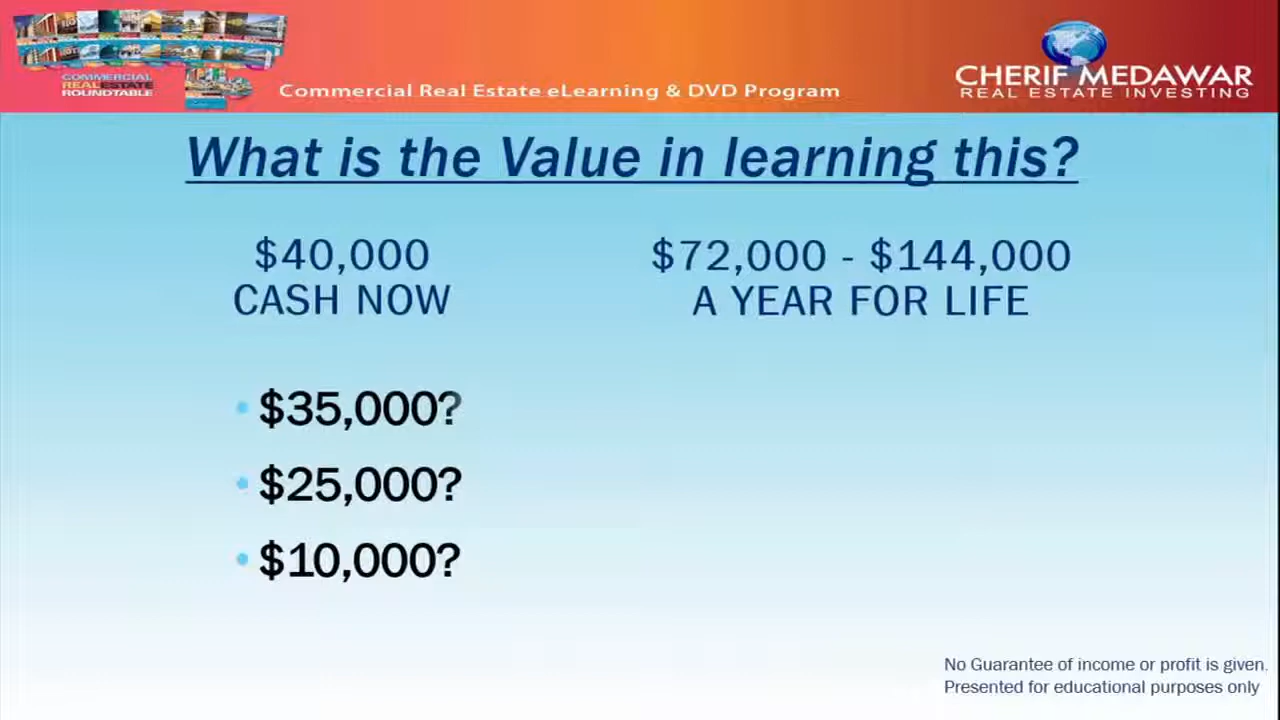 COMMERCIAL
REAL ESTATE
ROUNDTABLE
Commercial Real Estate eLearning & DVD Program
CHERIF MEDAWAR
REAL ESTATE INVESTING
What is the Value in learning this?
$40,000
CASH NOW
$72,000 - $144,000
A YEAR FOR LIFE
• $35,000?
• $25,000?
• $10,000?
No Guarantee of income or profit is given.
Presented for educational purposes only